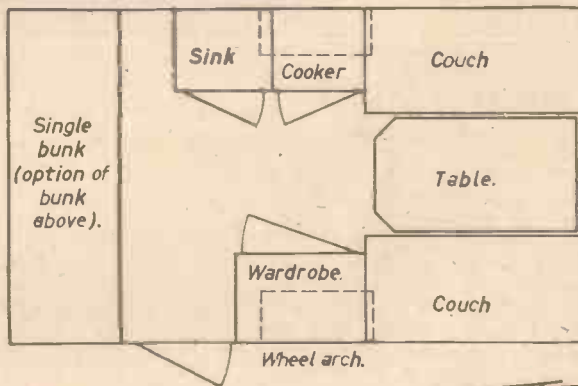 Sink
Cooker
Couch
Single
bunk
(option of
bunk
above).
Table.
Wardrobe.
Couch
Wheel arch.